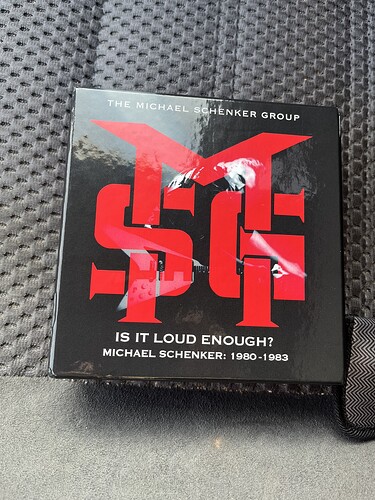 THE MICHAEL SCHENKER GROUP
MSG
IS IT LOUD ENOUGH?
MICHAEL SCHENKER: 1980-1983